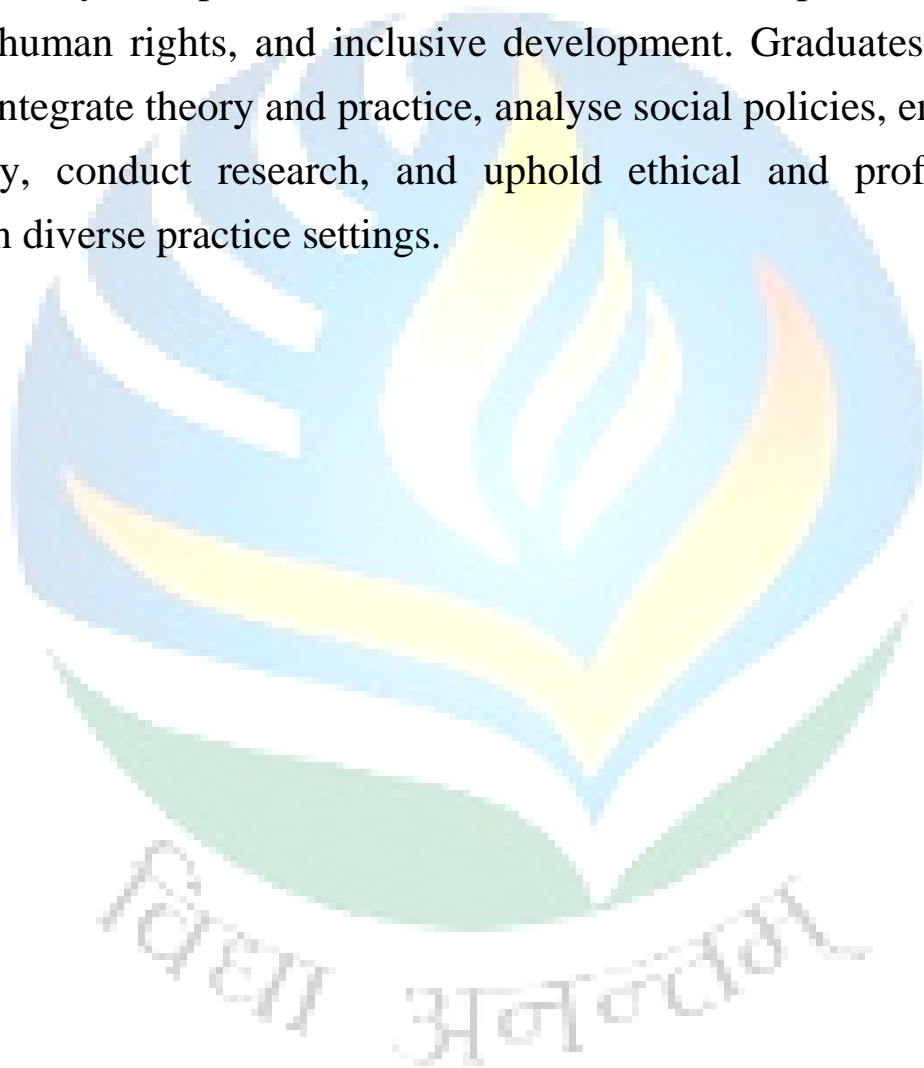 human rights, and inclusive development. Graduates
integrate theory and practice, analyse social policies, en
y, conduct research, and uphold ethical and prof
n diverse practice settings.
विद्या अनन्तम्